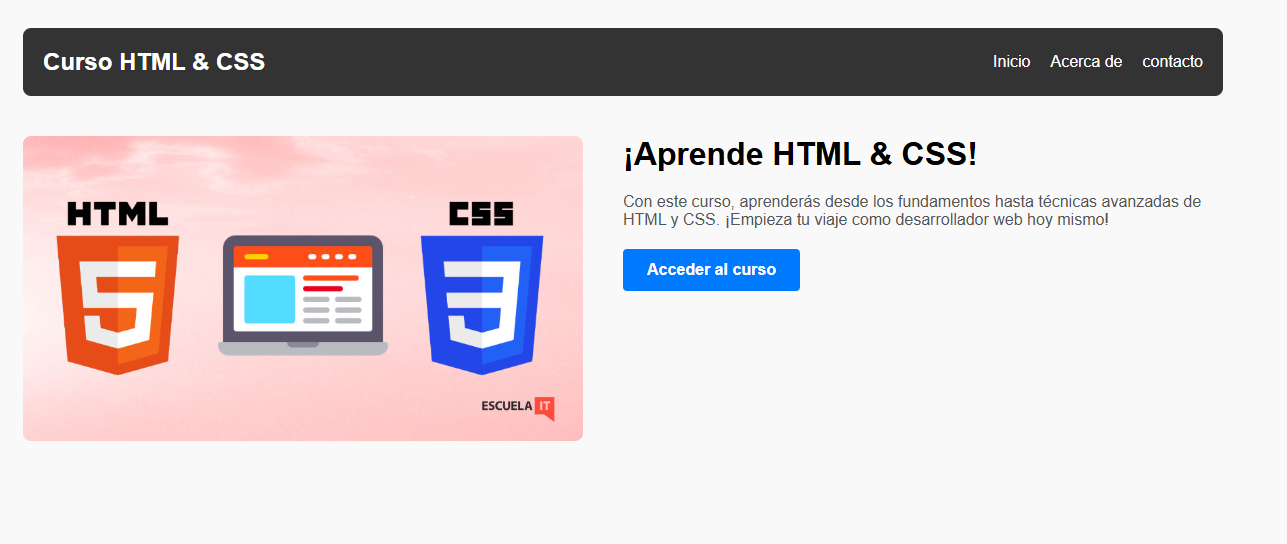 Curso HTML & CSS
Inicio Acerca de contacto
HTML
CSS
5
3
ESCUELA IT
¡Aprende HTML & CSS!
Con este curso, aprenderás desde los fundamentos hasta técnicas avanzadas de
HTML y CSS. ¡Empieza tu viaje como desarrollador web hoy mismo!
Acceder al curso